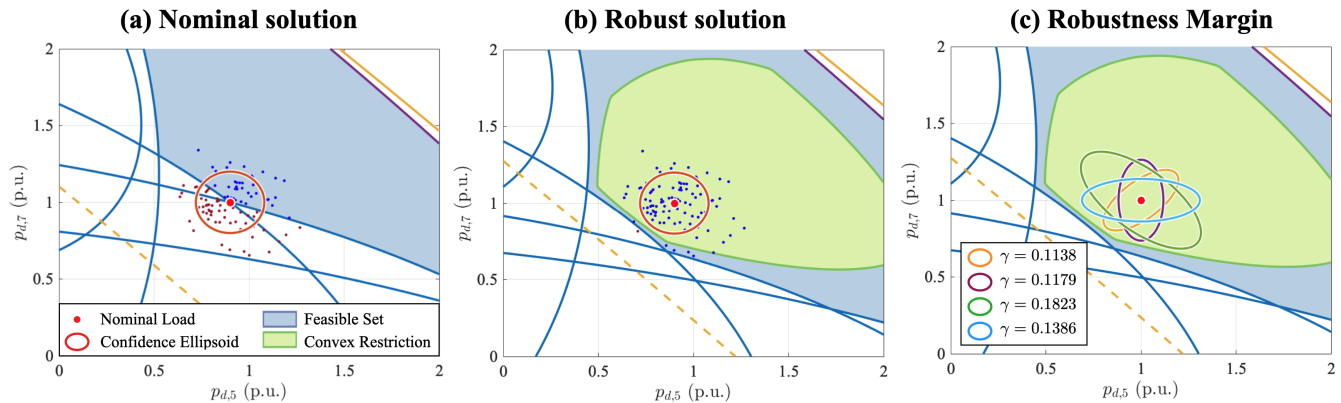 (a) Nominal solution
2
1.5
1
0.5
0
p_{d,7} (p.u.)
Nominal Load
Feasible Set
Confidence Ellipsoid
Convex Restriction
0
0.5
1
1.5
2
p_{d,5} (p.u.)
(b) Robust solution
2
1.5
1
0.5
0
p_{d,7} (p.u.)
0
0.5
1
1.5
2
p_{d,5} (p.u.)
(c) Robustness Margin
2
1.5
1
0.5
0
p_{d,7} (p.u.)
γ = 0.1138
γ = 0.1179
γ = 0.1823
γ = 0.1386
0
0.5
1
1.5
2
p_{d,5} (p.u.)